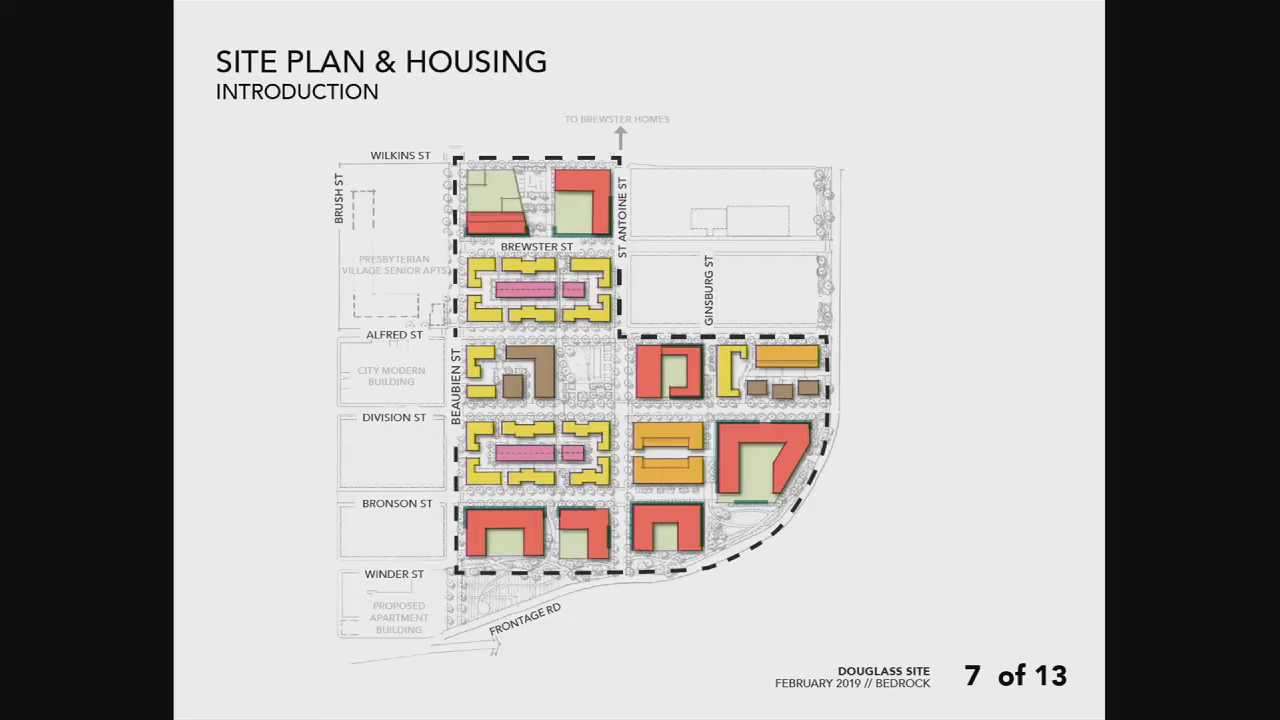 SITE PLAN & HOUSING
INTRODUCTION
TO BREWSTER HOMES
WILKINS ST
BRUSH ST
ST ANTOINE ST
BREWSTER ST
PRESBYTERIAN
VILLAGE SENIOR APTS
GINSBURG ST
ALFRED ST
CITY MODERN
BUILDING
BEAUBIEN ST
DIVISION ST
BRONSON ST
WINDER ST
PROPOSED
APARTMENT
BUILDING
FRONTAGE RD
DOUGLASS SITE
FEBRUARY 2019 // BEDROCK
7 of 13